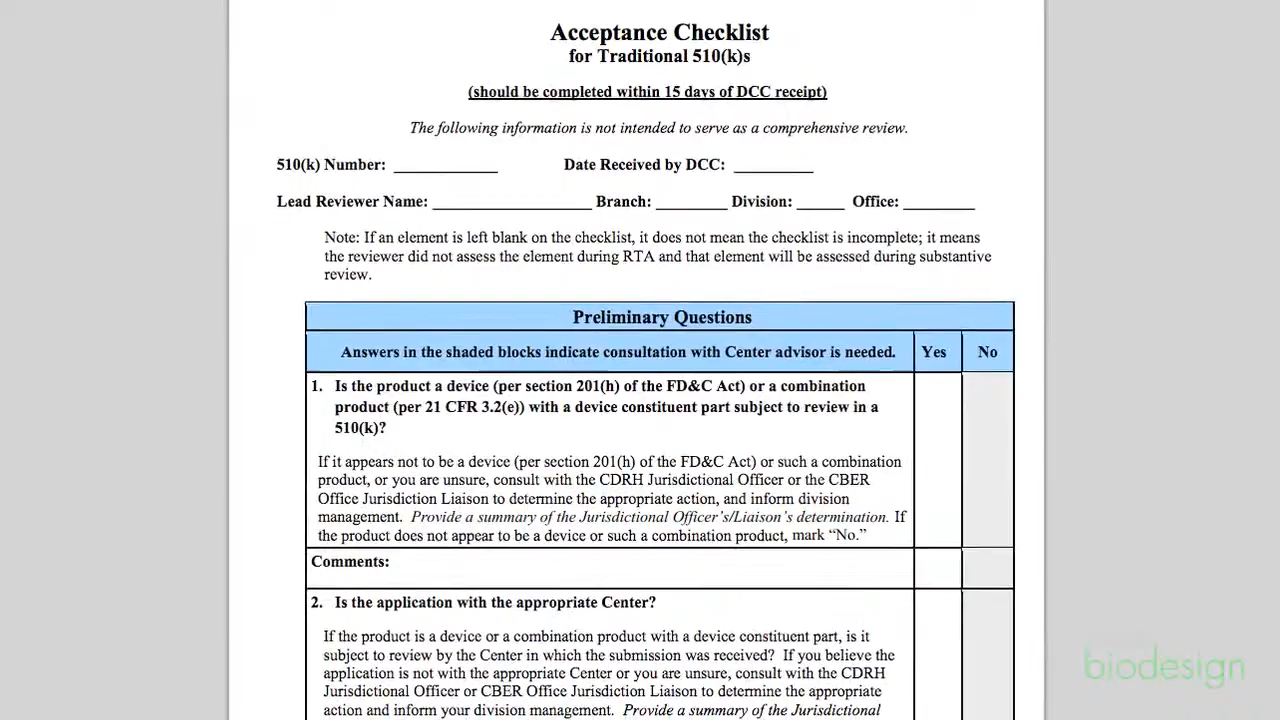 Acceptance Checklist
for Traditional 510(k)s
(should be completed within 15 days of DCC receipt)
The following information is not intended to serve as a comprehensive review.
510(k) Number: ____________ Date Received by DCC: _________
Lead Reviewer Name: __________________ Branch: ________ Division: _____ Office: ________
Note: If an element is left blank on the checklist, it does not mean the checklist is incomplete; it means
the reviewer did not assess the element during RTA and that element will be assessed during substantive
review.
Preliminary Questions
Answers in the shaded blocks indicate consultation with Center advisor is needed. Yes No
1. Is the product a device (per section 201(h) of the FD&C Act) or a combination
product (per 21 CFR 3.2(e)) with a device constituent part subject to review in a
510(k)?
If it appears not to be a device (per section 201(h) of the FD&C Act) or such a combination
product, or you are unsure, consult with the CDRH Jurisdictional Officer or the CBER
Office Jurisdiction Liaison to determine the appropriate action, and inform division
management. Provide a summary of the Jurisdictional Officer's/Liaison's determination. If
the product does not appear to be a device or such a combination product, mark “No.”
Comments:
2. Is the application with the appropriate Center?
If the product is a device or a combination product with a device constituent part, is it
subject to review by the Center in which the submission was received? If you believe the
application is not with the appropriate Center or you are unsure, consult with the CDRH
Jurisdictional Officer or CBER Office Jurisdiction Liaison to determine the appropriate
action and inform your division management. Provide a summary of the Jurisdictional
biodesign